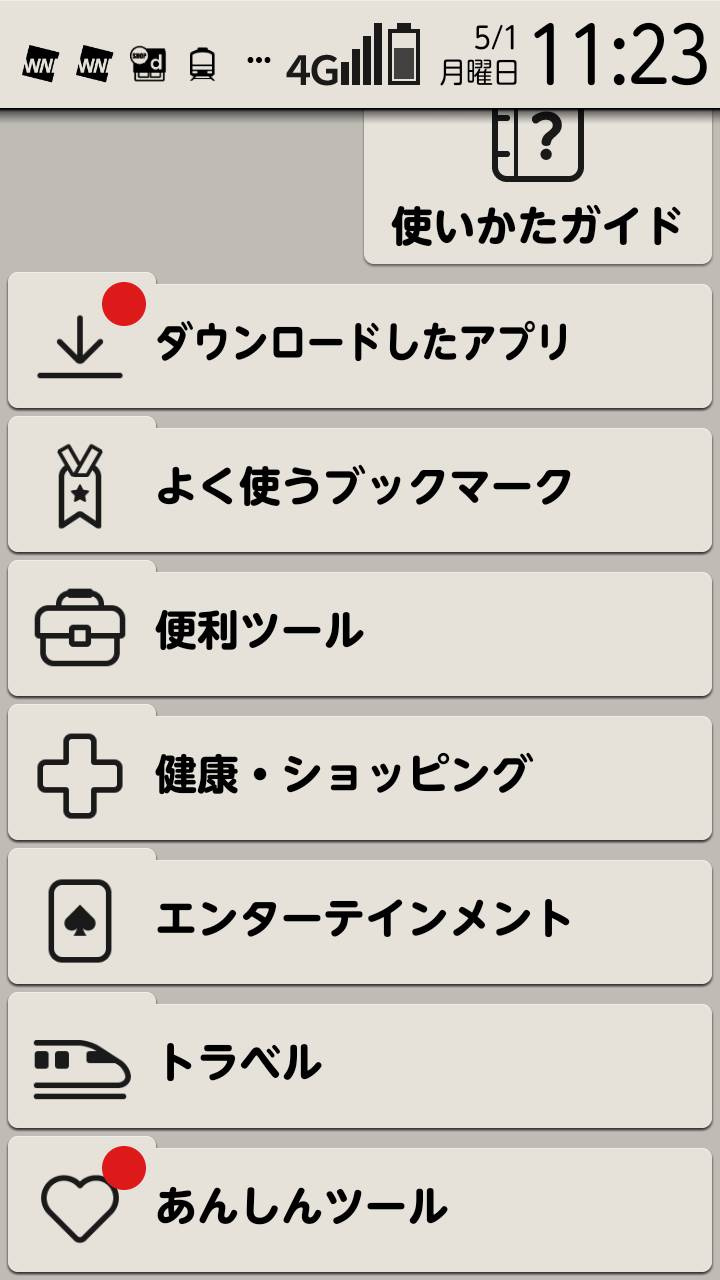 WNI WNI SHOP d ... 4G 5/1 月曜日 11:23
?
使いかたガイド
ダウンロードしたアプリ
よく使うブックマーク
便利ツール
健康・ショッピング
エンターテインメント
トラベル
あんしんツール